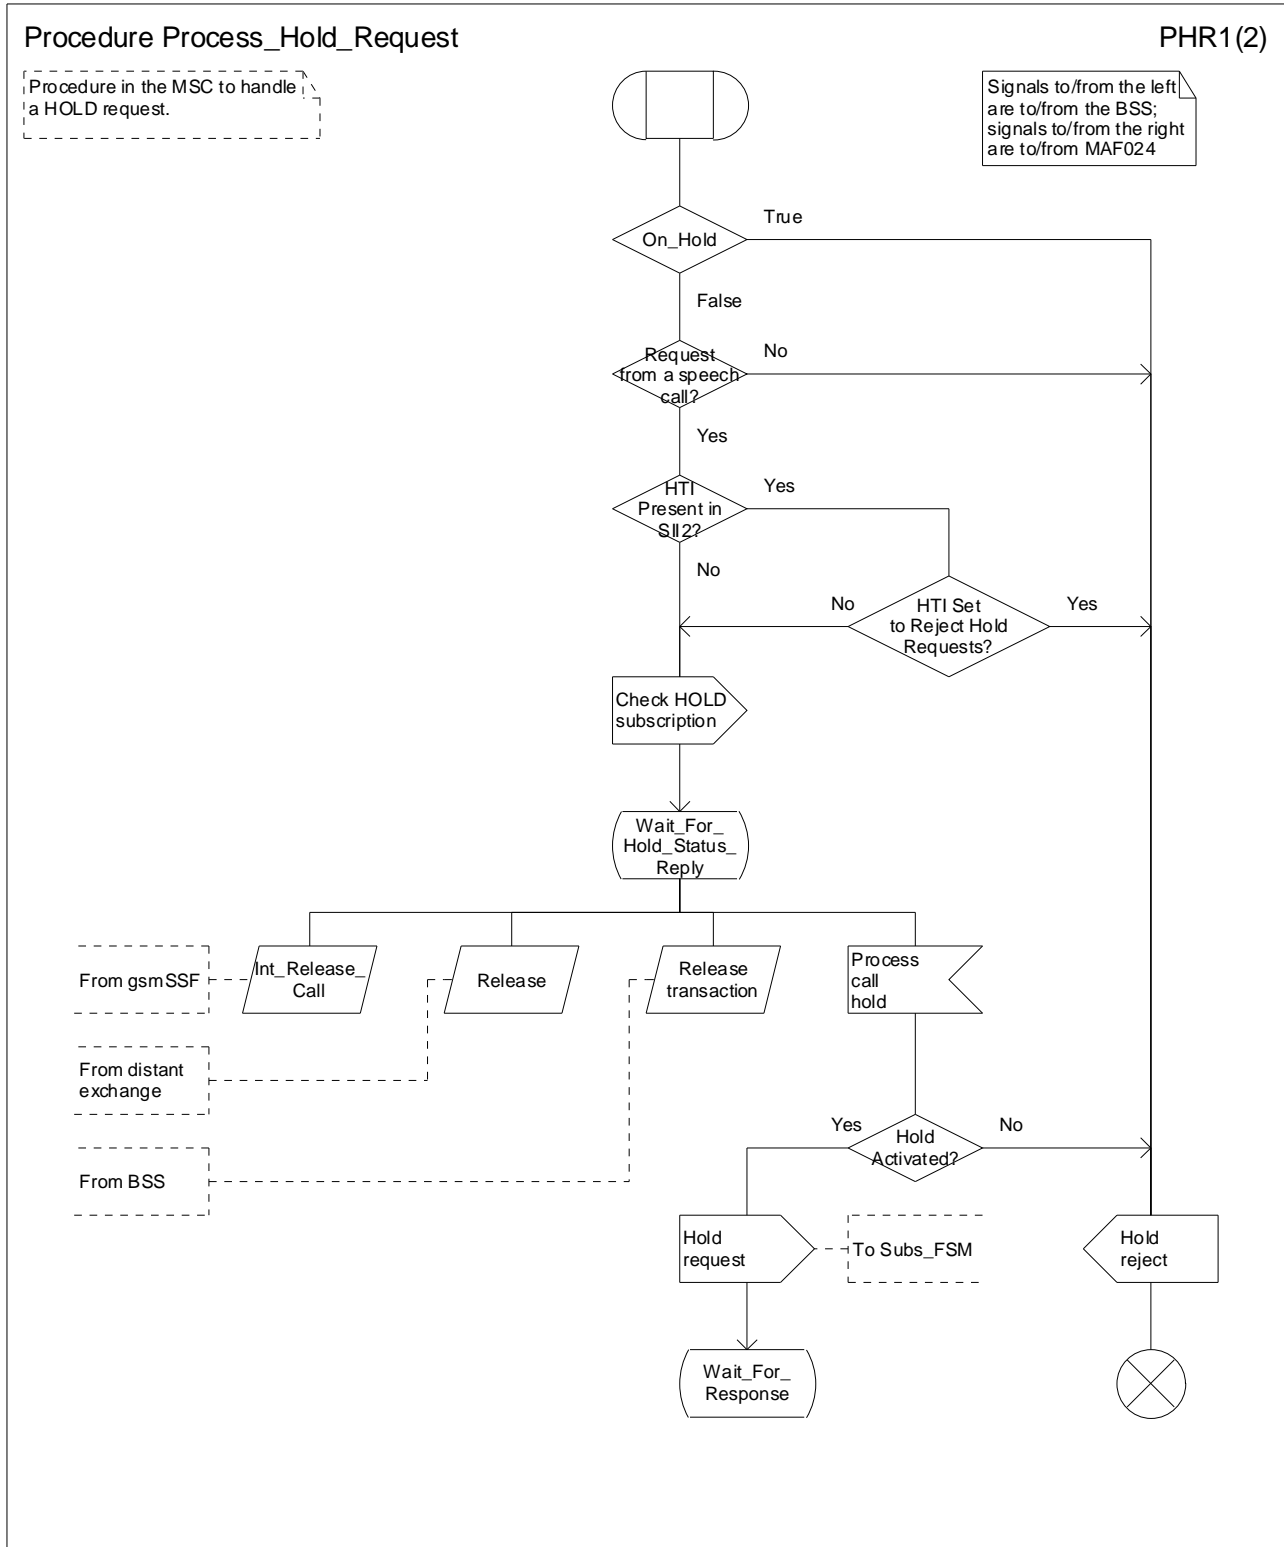 Procedure Process_Hold_Request
PHR1(2)
Procedure in the MSC to handle
a HOLD request.
Signals to/from the left
are to/from the BSS;
signals to/from the right
are to/from MAF024
On_Hold
True
False
Request
from a speech
call?
No
Yes
HTI
Present in
SII2?
Yes
No
HTI Set
to Reject Hold
Requests?
No
Yes
Check HOLD
subscription
Wait_For_
Hold_Status_
Reply
From gsmSSF
Int_Release_
Call
Release
Release
transaction
Process
call
hold
From distant
exchange
From BSS
Hold
Activated?
Yes
No
Hold
request
To Subs_FSM
Hold
reject
Wait_For_
Response